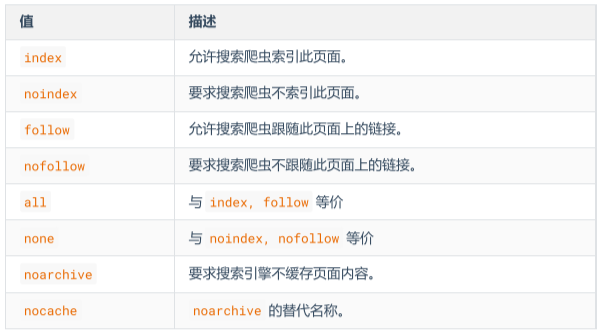 值 描述
index 允许搜索爬虫索引此页面。
noindex 要求搜索爬虫不索引此页面。
follow 允许搜索爬虫跟随此页面上的链接。
nofollow 要求搜索爬虫不跟随此页面上的链接。
all 与 index, follow 等价
none 与 noindex, nofollow 等价
noarchive 要求搜索引擎不缓存页面内容。
nocache noarchive 的替代名称。